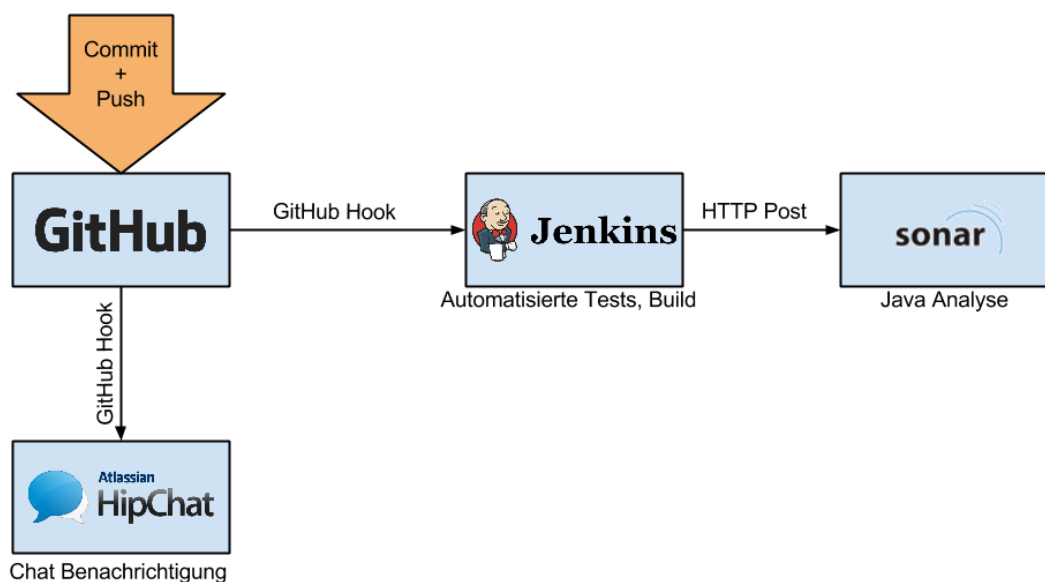 Commit
+
Push
GitHub
GitHub Hook
Jenkins
HTTP Post
sonar
Automatisierte Tests, Build
Java Analyse
GitHub Hook
Atlassian
HipChat
Chat Benachrichtigung